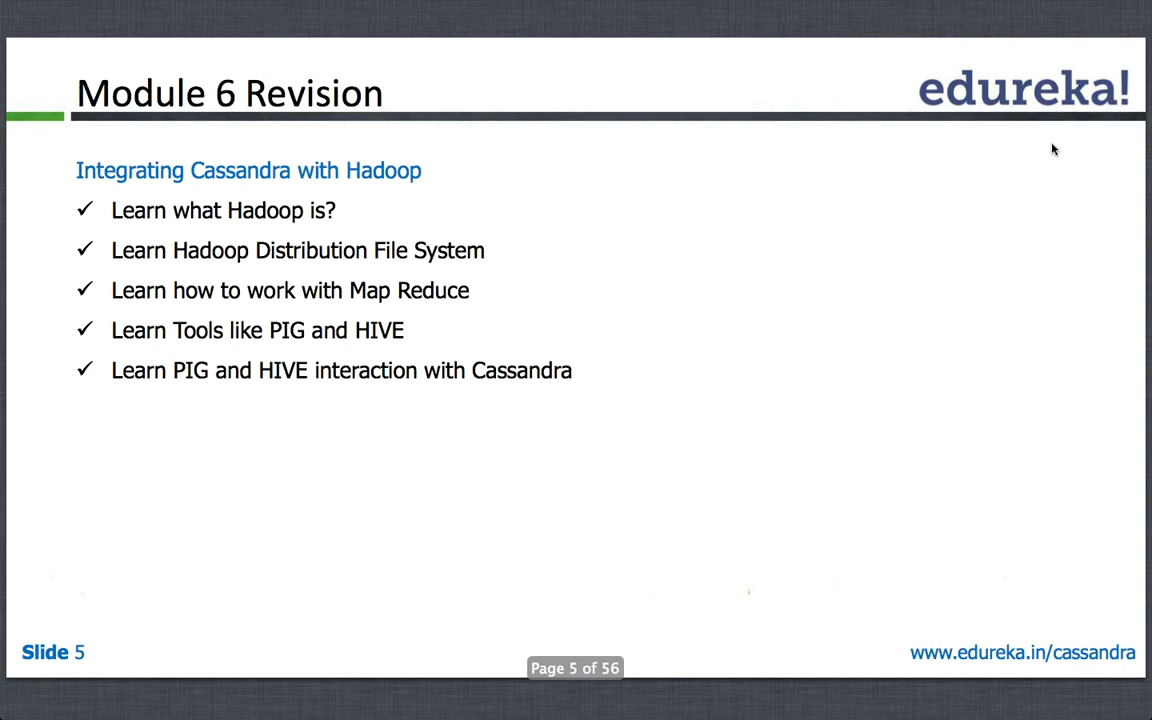 Module 6 Revision
edureka!
Integrating Cassandra with Hadoop
✓ Learn what Hadoop is?
✓ Learn Hadoop Distribution File System
✓ Learn how to work with Map Reduce
✓ Learn Tools like PIG and HIVE
✓ Learn PIG and HIVE interaction with Cassandra
Slide 5
Page 5 of 56
www.edureka.in/cassandra